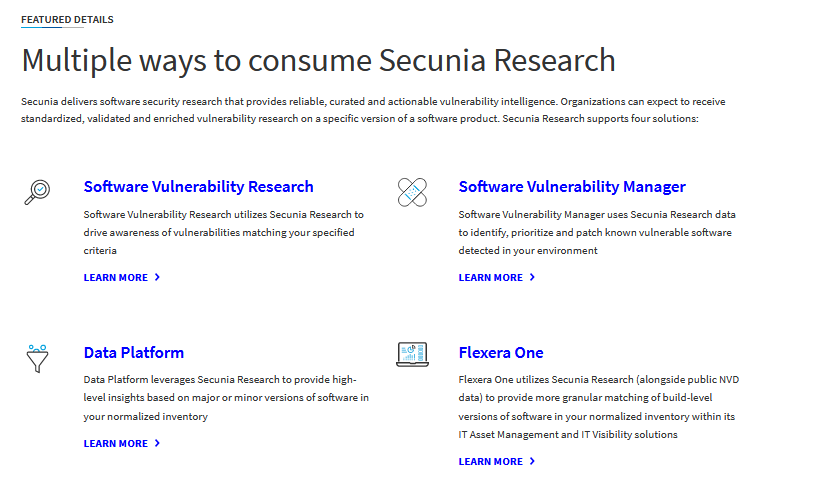 FEATURED DETAILS
Multiple ways to consume Secunia Research
Secunia delivers software security research that provides reliable, curated and actionable vulnerability intelligence. Organizations can expect to receive
standardized, validated and enriched vulnerability research on a specific version of a software product. Secunia Research supports four solutions:
Software Vulnerability Research
Software Vulnerability Research utilizes Secunia Research to
drive awareness of vulnerabilities matching your specified
criteria
LEARN MORE
Software Vulnerability Manager
Software Vulnerability Manager uses Secunia Research data
to identify, prioritize and patch known vulnerable software
detected in your environment
LEARN MORE
Data Platform
Data Platform leverages Secunia Research to provide high-
level insights based on major or minor versions of software in
your normalized inventory
LEARN MORE
Flexera One
Flexera One utilizes Secunia Research (alongside public NVD
data) to provide more granular matching of build-level
versions of software in your normalized inventory within its
IT Asset Management and IT Visibility solutions
LEARN MORE